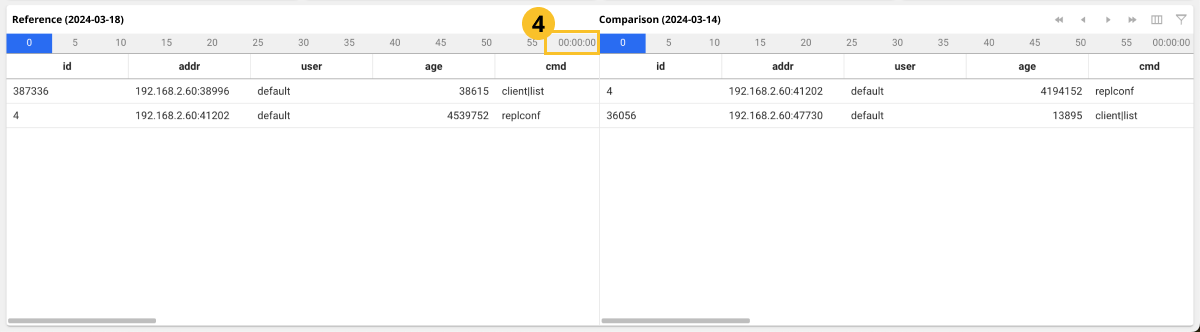 Reference (2024-03-18) 4 Comparison (2024-03-14)
0 5 10 15 20 25 30 35 40 45 50 55 00:00:00 0 5 10 15 20 25 30 35 40 45 50 55 00:00:00
id addr user age cmd id addr user age cmd
387336 192.168.2.60:38996 default 38615 client|list 4 192.168.2.60:41202 default 4194152 replconf
4 192.168.2.60:41202 default 4539752 replconf 36056 192.168.2.60:47730 default 13895 client|list